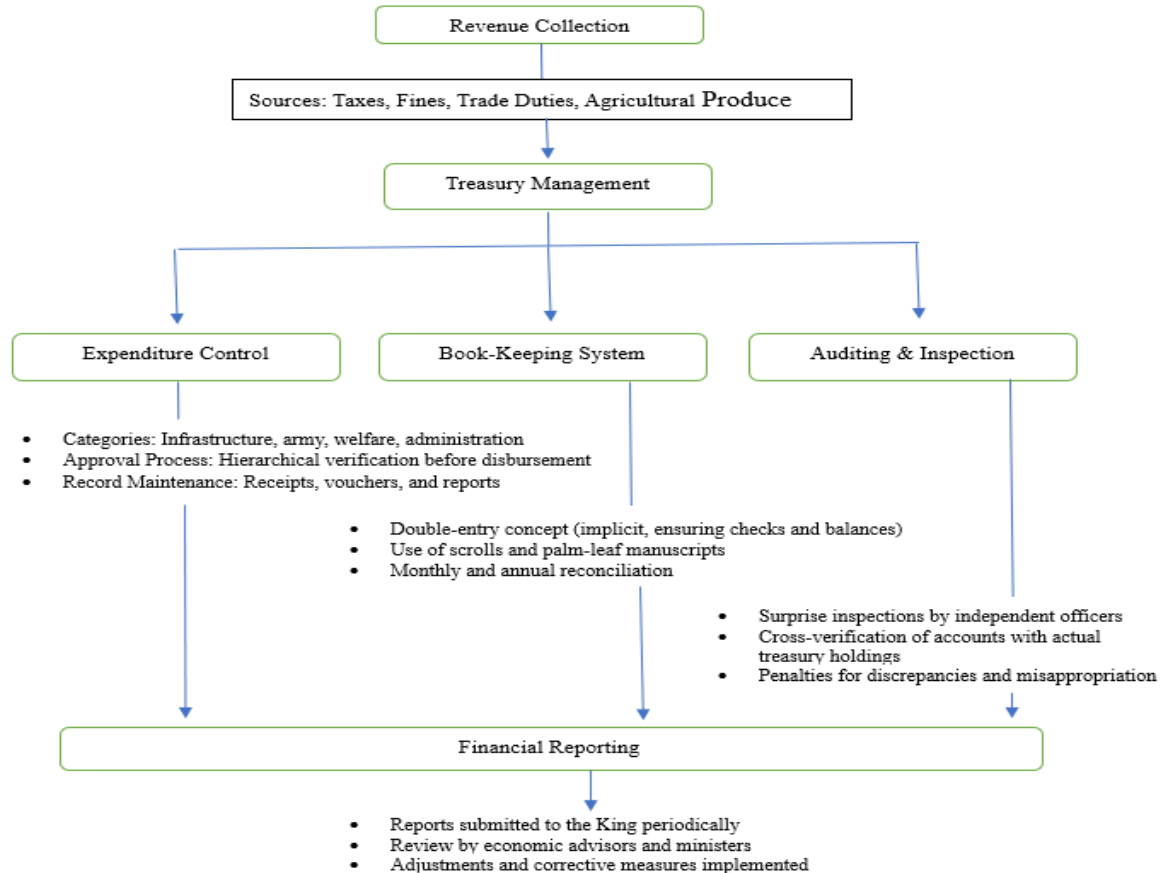 Revenue Collection
Sources: Taxes, Fines, Trade Duties, Agricultural Produce
Treasury Management
Expenditure Control
Book-Keeping System
Auditing & Inspection
• Categories: Infrastructure, army, welfare, administration
• Approval Process: Hierarchical verification before disbursement
• Record Maintenance: Receipts, vouchers, and reports
• Double-entry concept (implicit, ensuring checks and balances)
• Use of scrolls and palm-leaf manuscripts
• Monthly and annual reconciliation
• Surprise inspections by independent officers
• Cross-verification of accounts with actual
treasury holdings
• Penalties for discrepancies and misappropriation
Financial Reporting
• Reports submitted to the King periodically
• Review by economic advisors and ministers
• Adjustments and corrective measures implemented